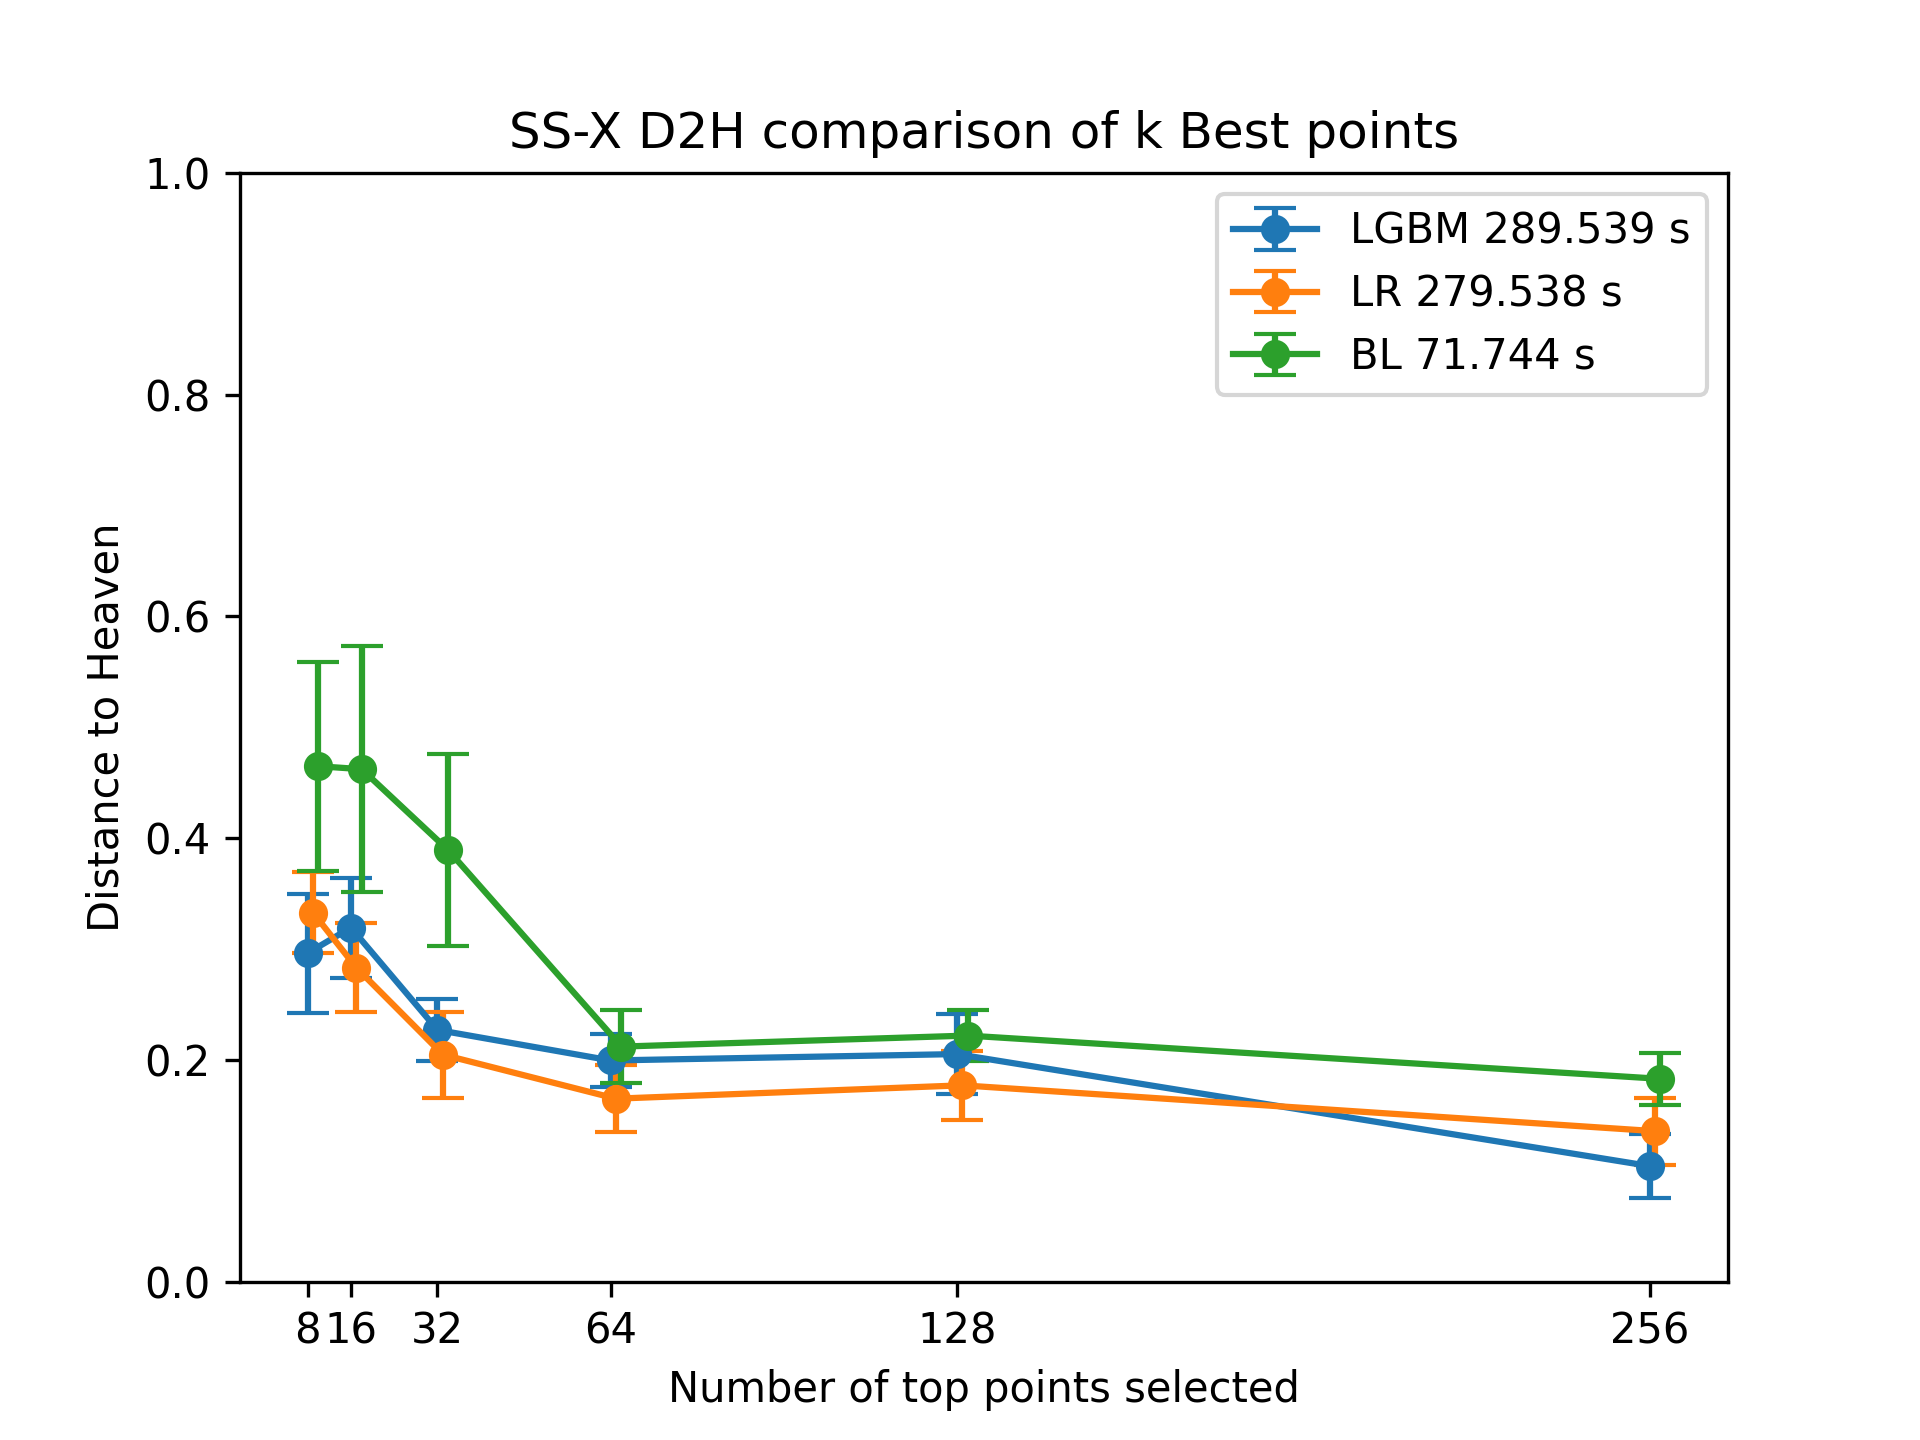 SS-X D2H comparison of k Best points
1.0
0.8
0.6
0.4
0.2
0.0
Distance to Heaven
LGBM 289.539 s
LR 279.538 s
BL 71.744 s
8 16 32 64 128 256
Number of top points selected